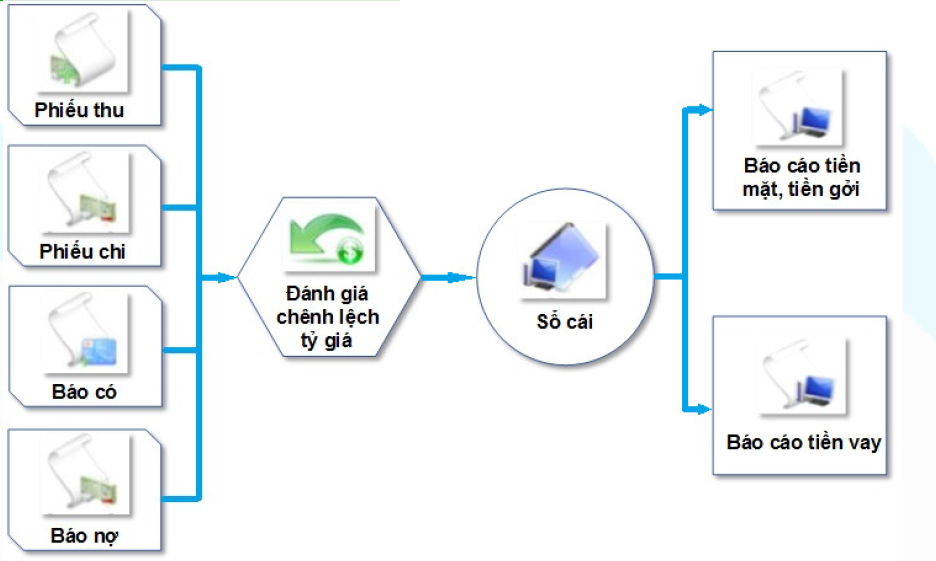 Phiếu thu
Phiếu chi
Báo có
Báo nợ
Đánh giá
chênh lệch
tỷ giá
Sổ cái
Báo cáo tiền
mặt, tiền gởi
Báo cáo tiền vay